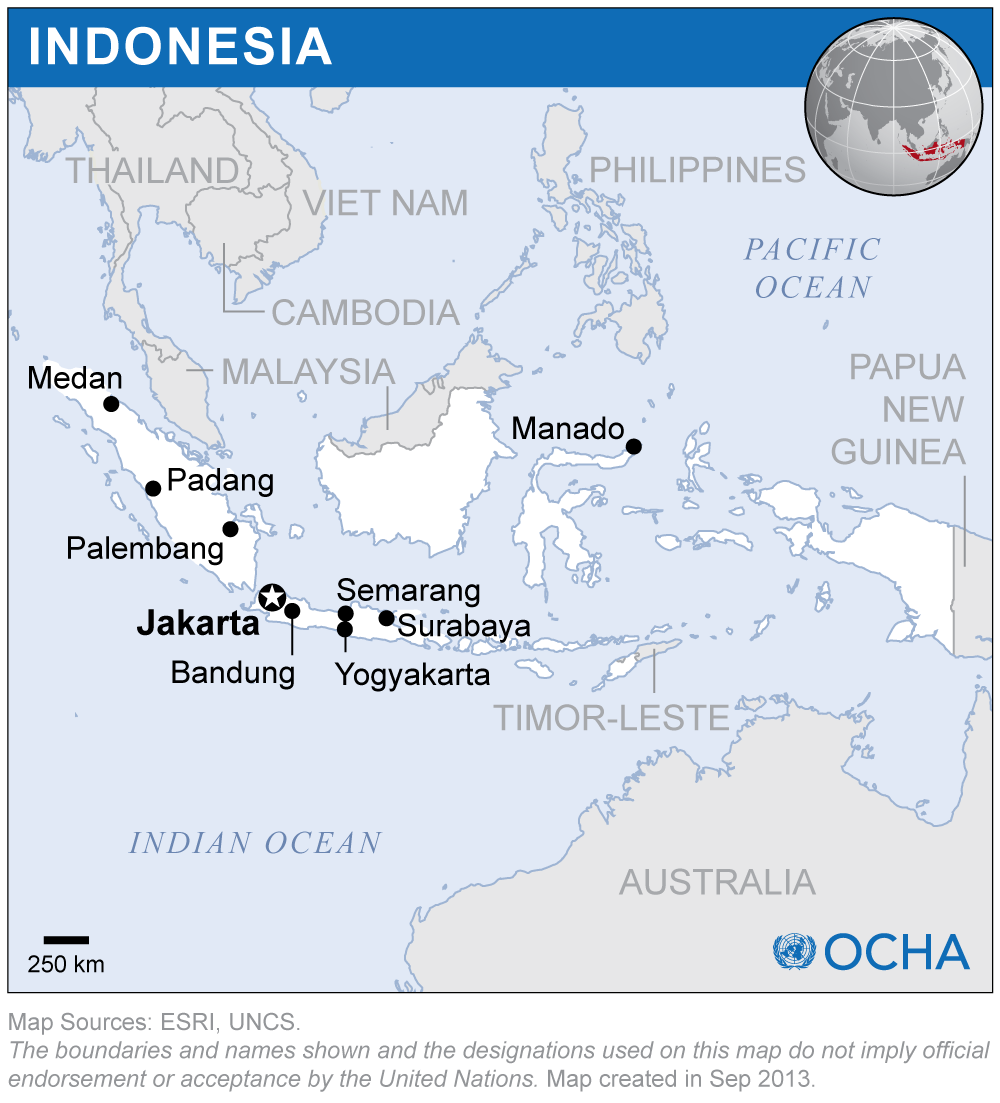 INDONESIA
THAILAND
PHILIPPINES
VIET NAM
PACIFIC
OCEAN
CAMBODIA
MALAYSIA
PAPUA
NEW
GUINEA
Medan
Manado
Padang
Palembang
Semarang
Jakarta
Surabaya
Bandung
Yogyakarta
TIMOR-LESTE
INDIAN OCEAN
AUSTRALIA
250 km
OCHA
Map Sources: ESRI, UNCS.
The boundaries and names shown and the designations used on this map do not imply official
endorsement or acceptance by the United Nations. Map created in Sep 2013.